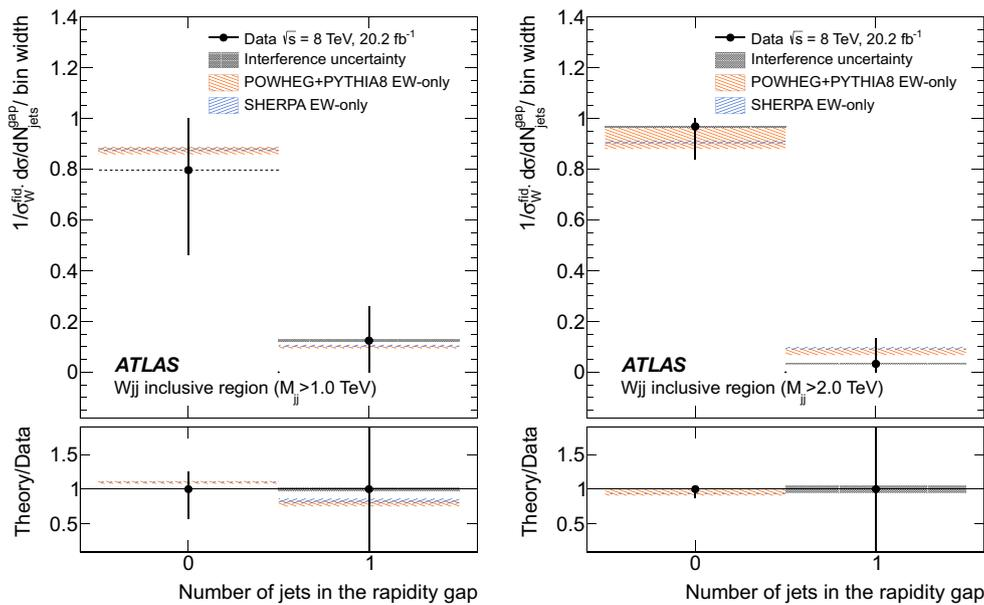 1/σ_W^fid. dσ/dN_jets^gap / bin width
1.4
1.2
1
0.8
0.6
0.4
0.2
0
Data √s = 8 TeV, 20.2 fb⁻¹
Interference uncertainty
POWHEG+PYTHIA8 EW-only
SHERPA EW-only
ATLAS
Wjj inclusive region (M_jj>1.0 TeV)
Theory/Data
1.5
1
0.5
0 1
Number of jets in the rapidity gap
1/σ_W^fid. dσ/dN_jets^gap / bin width
1.4
1.2
1
0.8
0.6
0.4
0.2
0
Data √s = 8 TeV, 20.2 fb⁻¹
Interference uncertainty
POWHEG+PYTHIA8 EW-only
SHERPA EW-only
ATLAS
Wjj inclusive region (M_jj>2.0 TeV)
Theory/Data
1.5
1
0.5
0 1
Number of jets in the rapidity gap